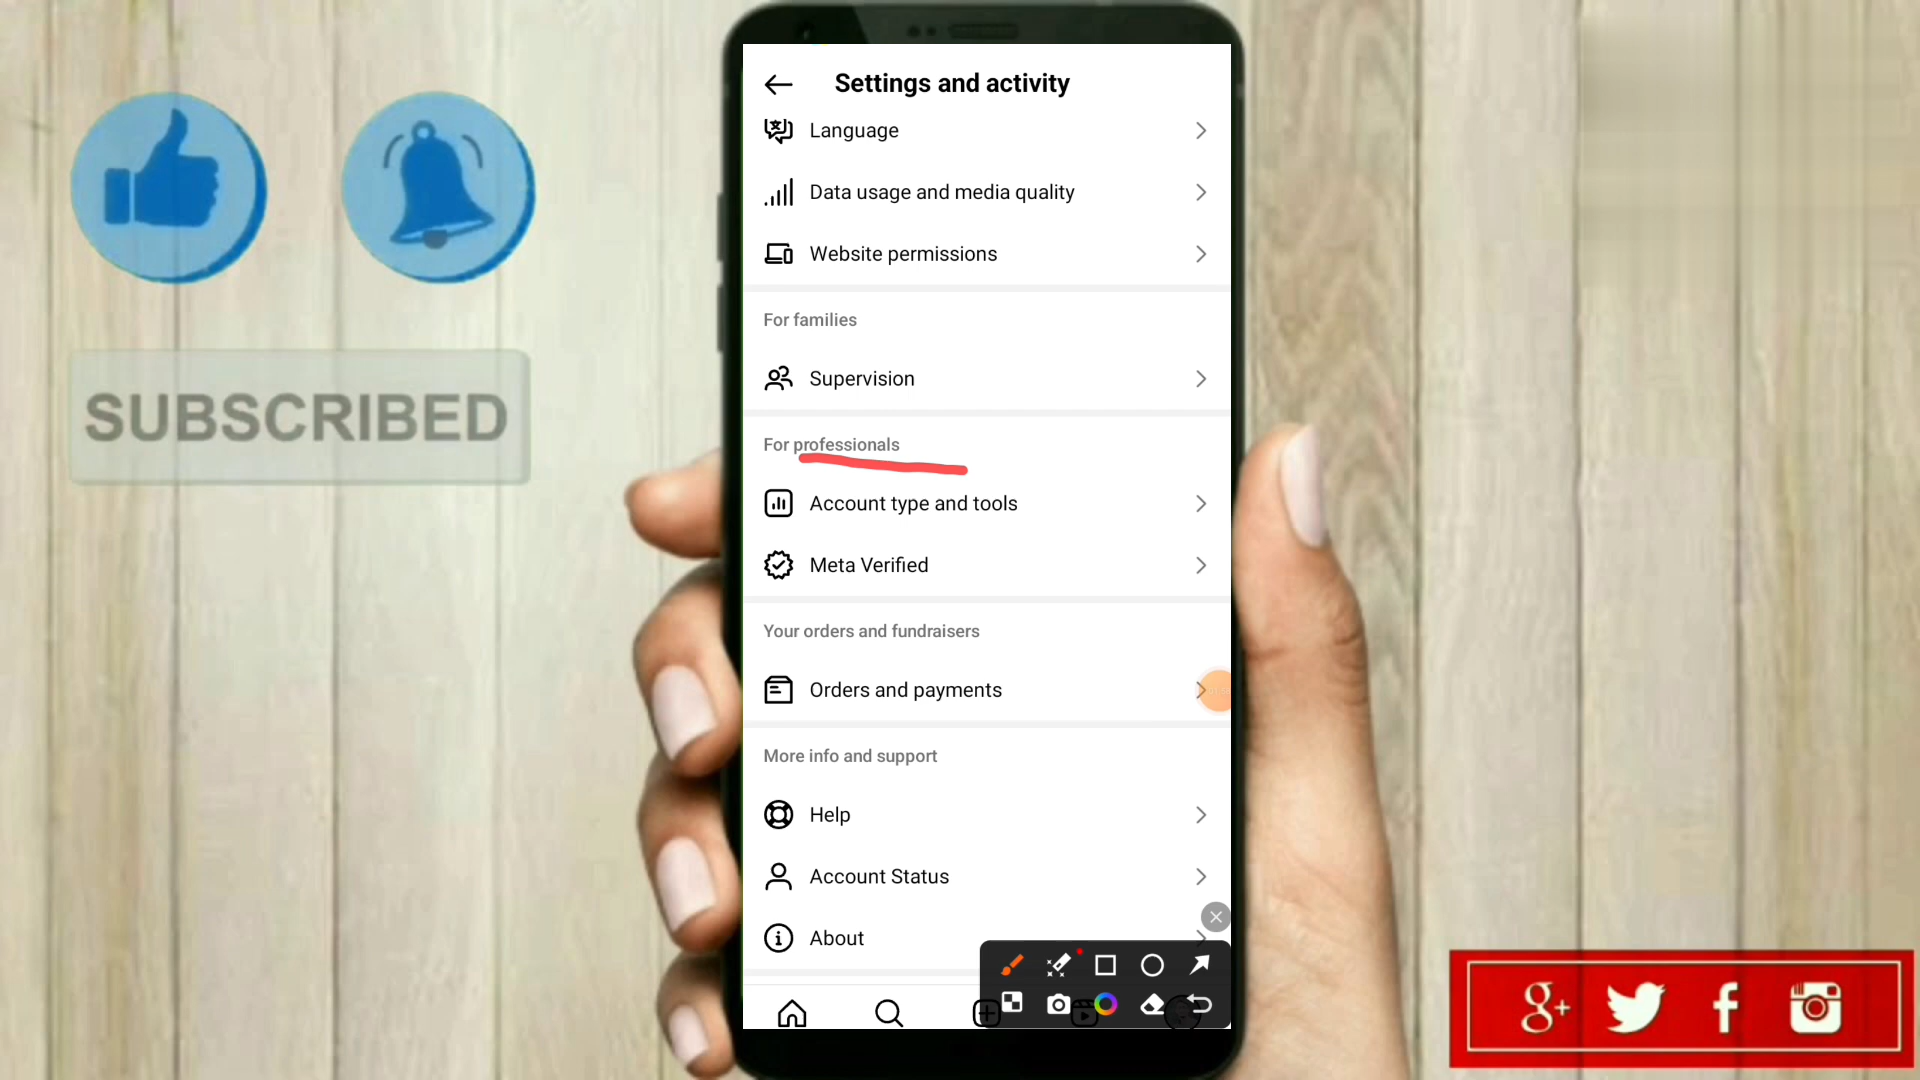 Settings and activity
Language
Data usage and media quality
Website permissions
For families
Supervision
For professionals
Account type and tools
Meta Verified
Your orders and fundraisers
Orders and payments
More info and support
Help
Account Status
About
SUBSCRIBED
g+